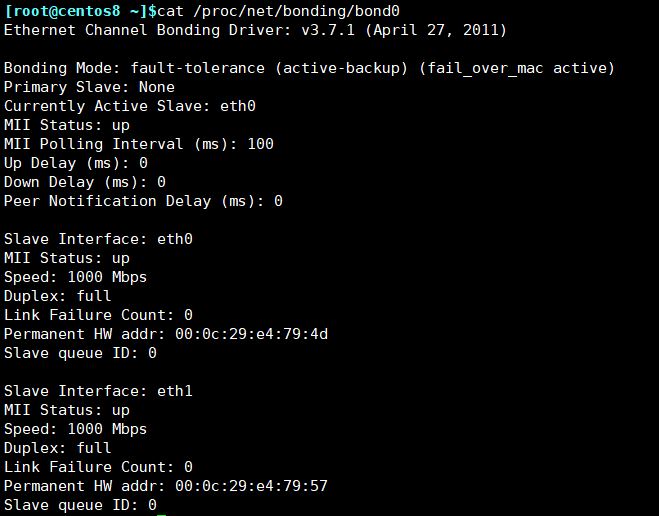 [root@centos8 ~]$cat /proc/net/bonding/bond0
Ethernet Channel Bonding Driver: v3.7.1 (April 27, 2011)
Bonding Mode: fault-tolerance (active-backup) (fail_over_mac active)
Primary Slave: None
Currently Active Slave: eth0
MII Status: up
MII Polling Interval (ms): 100
Up Delay (ms): 0
Down Delay (ms): 0
Peer Notification Delay (ms): 0
Slave Interface: eth0
MII Status: up
Speed: 1000 Mbps
Duplex: full
Link Failure Count: 0
Permanent HW addr: 00:0c:29:e4:79:4d
Slave queue ID: 0
Slave Interface: eth1
MII Status: up
Speed: 1000 Mbps
Duplex: full
Link Failure Count: 0
Permanent HW addr: 00:0c:29:e4:79:57
Slave queue ID: 0